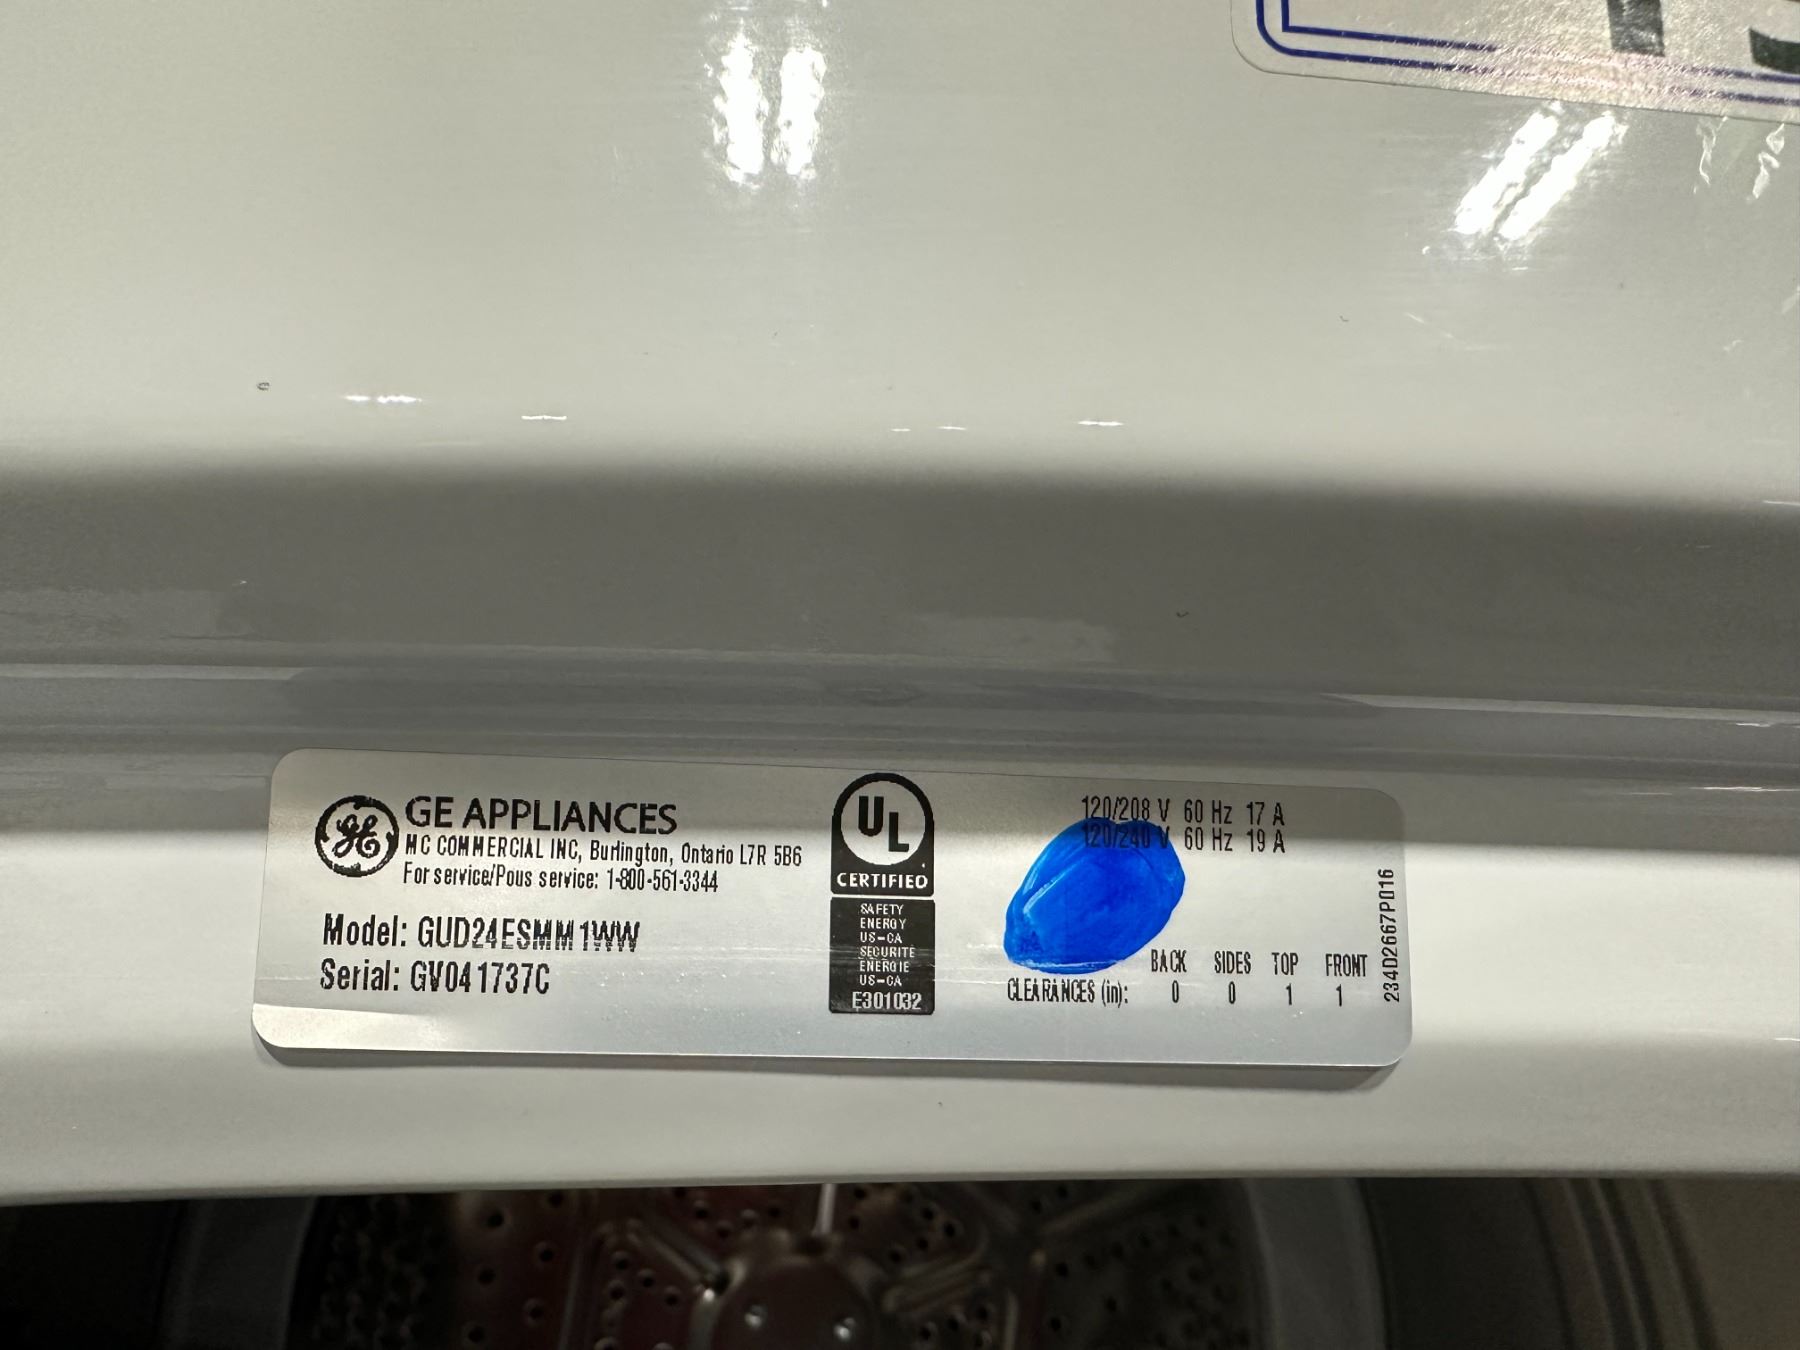 GE APPLIANCES
MC COMMERCIAL INC, Burlington, Ontario L7R 5B6
For service/Pous service: 1-800-561-3344
Model: GUD24ESMM1WW
Serial: GV041737C
UL
CERTIFIED
SAFETY
ENERGY
US-CA
SECURITE
ENERGIE
US-CA
E301032
120/208 V 60 Hz 17 A
120/240 V 60 Hz 19 A
BACK SIDES TOP FRONT
CLEARANCES (in): 0 0 1 1
234D2667P016